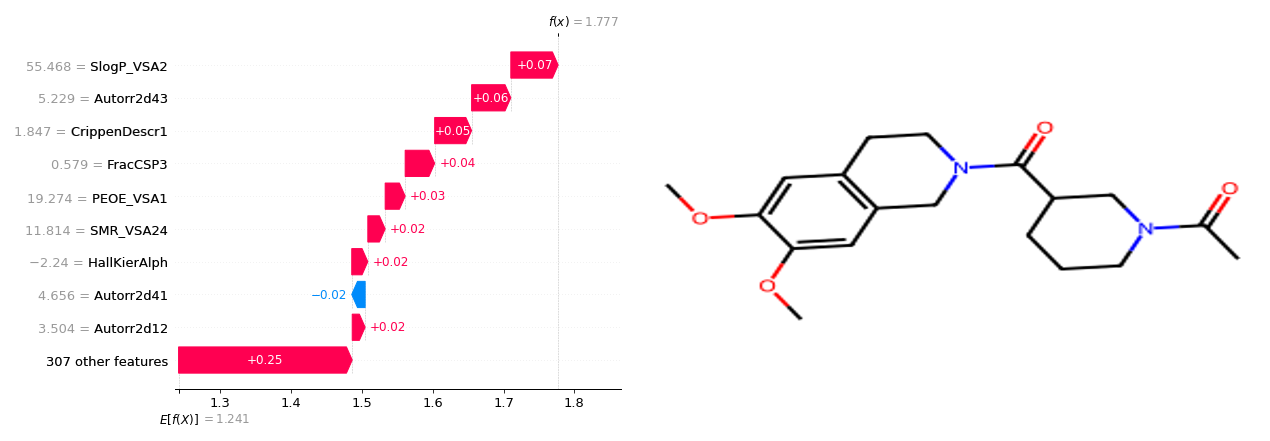 f(x) = 1.777
55.468 = SlogP_VSA2
+0.07
5.229 = Autorr2d43
+0.06
1.847 = CrippenDescr1
+0.05
0.579 = FracCSP3
+0.04
19.274 = PEOE_VSA1
+0.03
11.814 = SMR_VSA24
+0.02
−2.24 = HallKierAlph
+0.02
4.656 = Autorr2d41
−0.02
3.504 = Autorr2d12
+0.02
307 other features
+0.25
1.3 1.4 1.5 1.6 1.7 1.8
E[f(X)] = 1.241
O
N
O
N
O
O